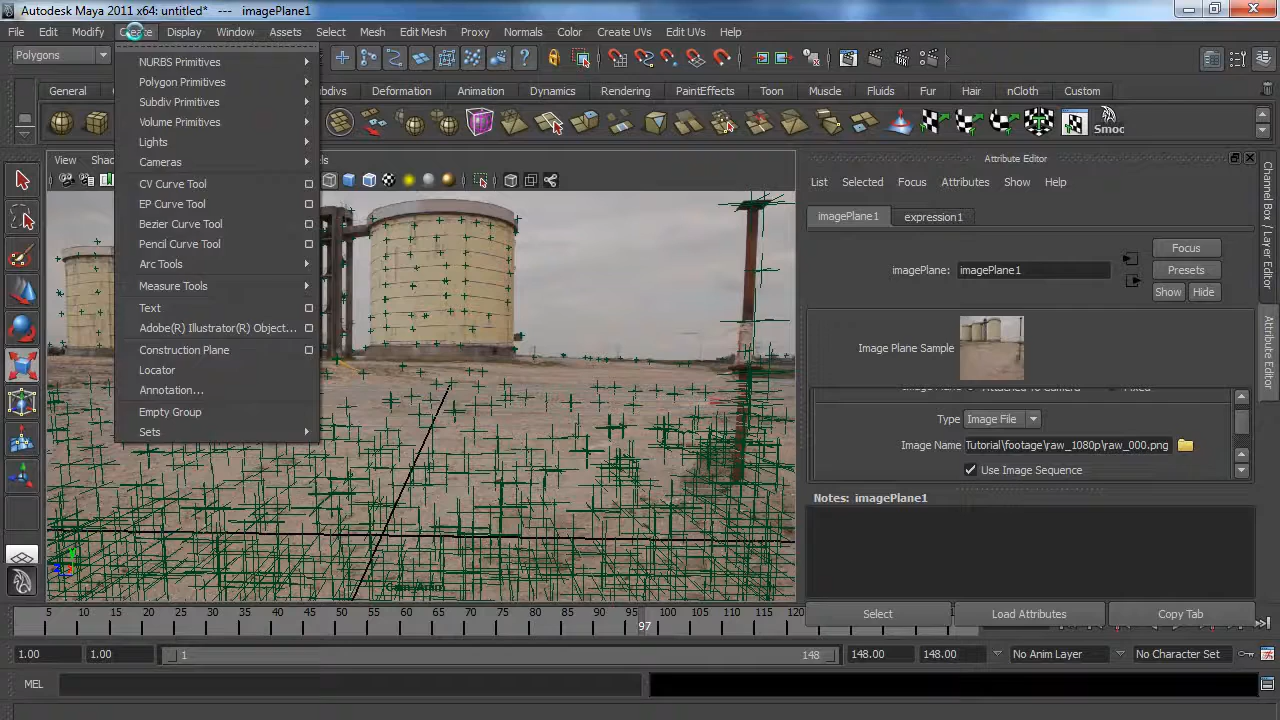 Autodesk Maya 2011 x64: untitled* --- imagePlane1
File Edit Modify Create Display Window Assets Select Mesh Edit Mesh Proxy Normals Color Create UVs Edit UVs Help
Polygons
General Deformation Animation Dynamics Rendering PaintEffects Toon Muscle Fluids Fur Hair nCloth Custom
Smoc
NURBS Primitives
Polygon Primitives
Subdiv Primitives
Volume Primitives
Lights
Cameras
CV Curve Tool
EP Curve Tool
Bezier Curve Tool
Pencil Curve Tool
Arc Tools
Measure Tools
Text
Adobe(R) Illustrator(R) Object...
Construction Plane
Locator
Annotation...
Empty Group
Sets
View
Attribute Editor
List Selected Focus Attributes Show Help
imagePlane1 expression1
Focus
imagePlane: imagePlane1 Presets
Show Hide
Image Plane Sample
Type Image File
Image Name Tutorial\footage\raw_1080p\raw_000.png
Use Image Sequence
Notes: imagePlane1
Select Load Attributes Copy Tab
Channel Box / Layer Editor
Attribute Editor
5 10 15 20 25 30 35 40 45 50 55 60 65 70 75 80 85 90 95 100 105 110 115 120
97
1.00 1.00 1 148 148.00 148.00 No Anim Layer No Character Set
MEL